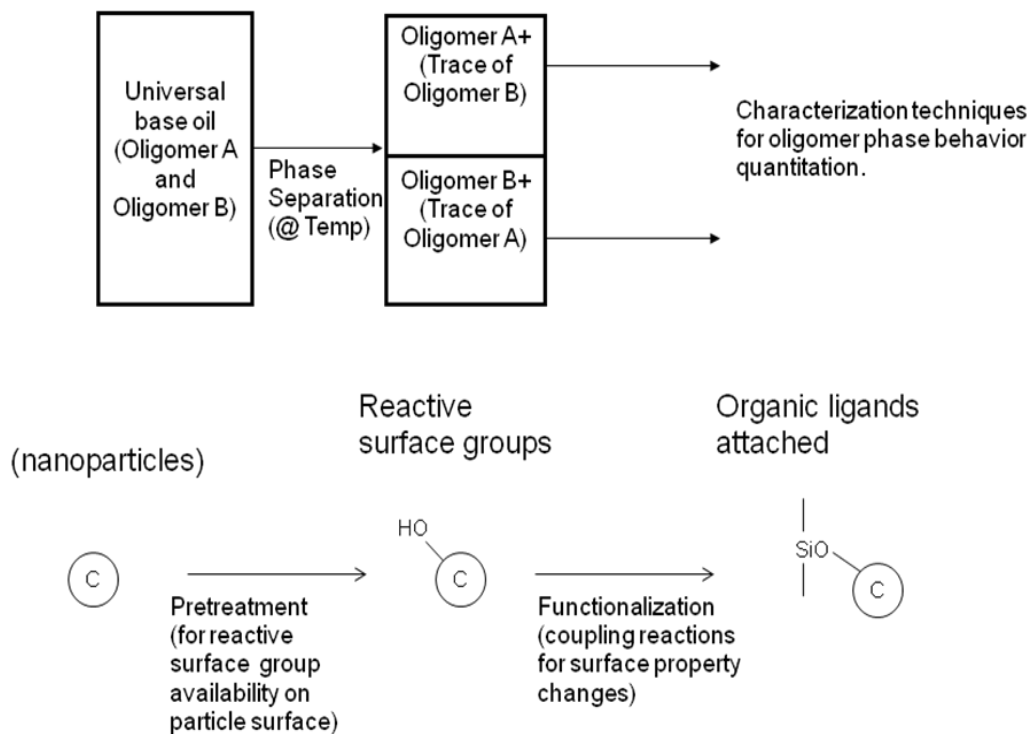 Universal
base oil
(Oligomer A
and
Oligomer B)
Phase
Separation
(@ Temp)
Oligomer A+
(Trace of
Oligomer B)
Oligomer B+
(Trace of
Oligomer A)
Characterization techniques
for oligomer phase behavior
quantitation.
(nanoparticles)
Reactive
surface groups
Organic ligands
attached
C
Pretreatment
(for reactive
surface group
availability on
particle surface)
HO
C
Functionalization
(coupling reactions
for surface property
changes)
SiO
C